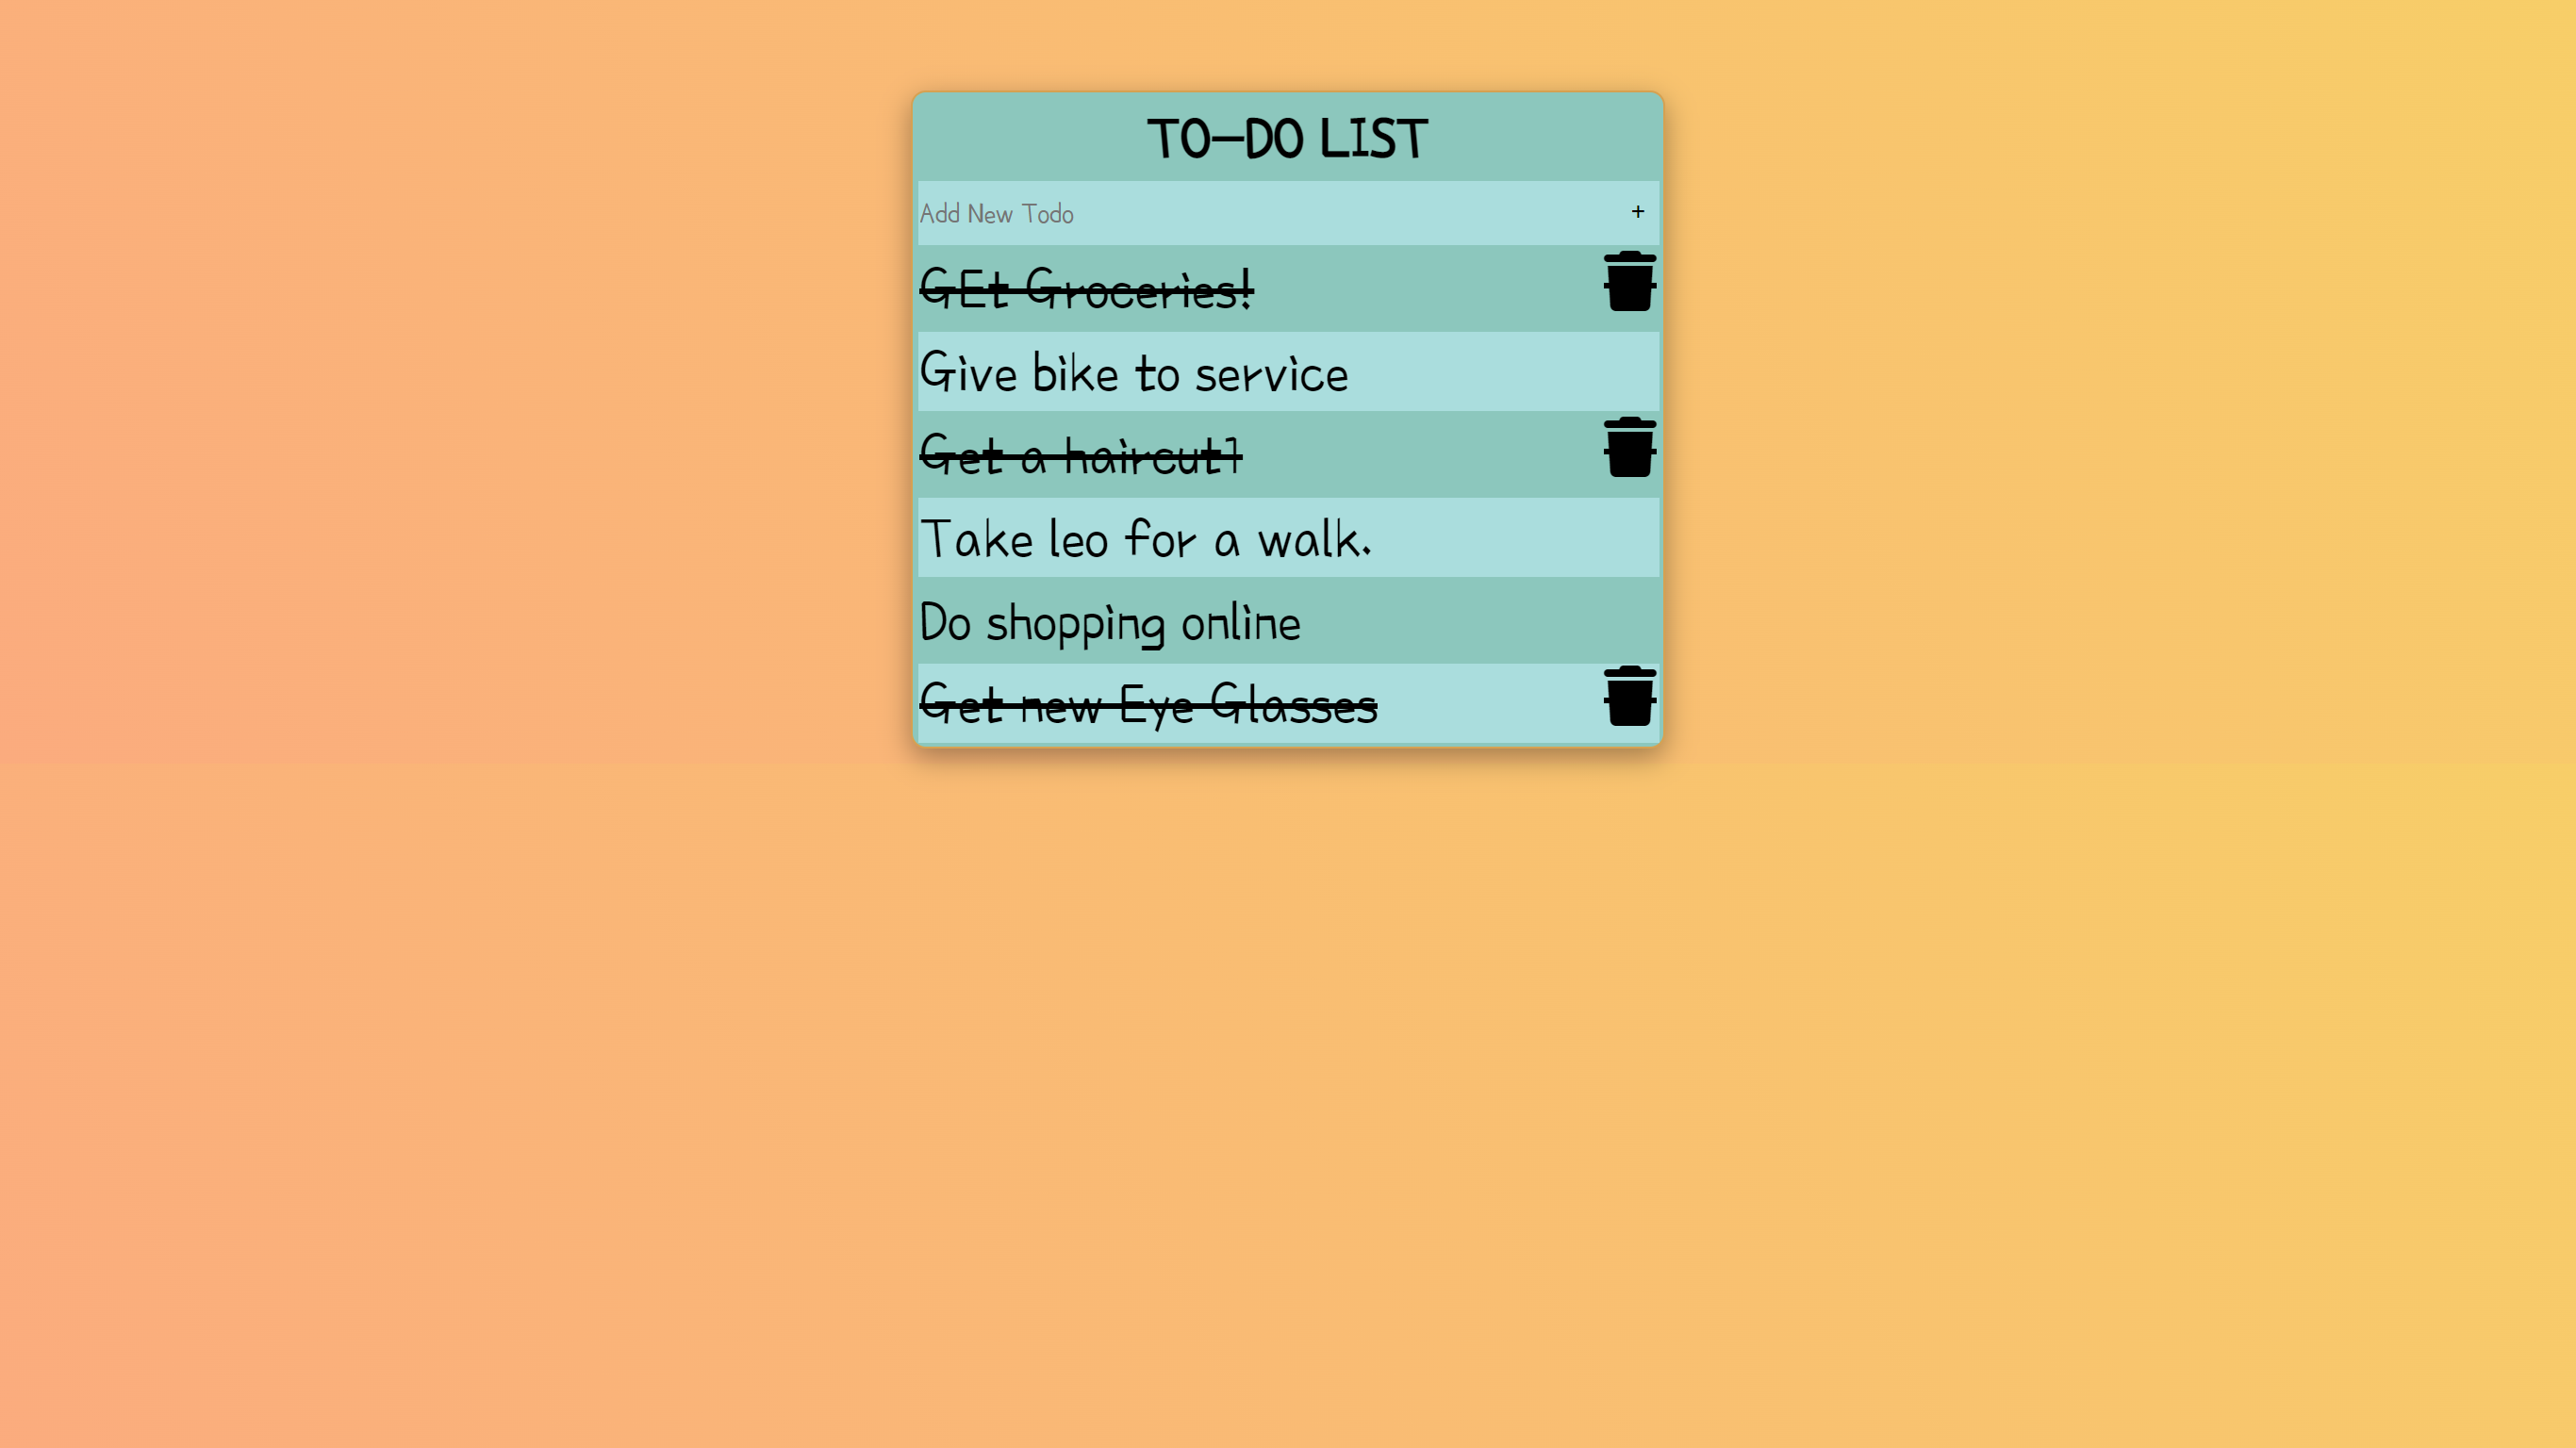 TO-DO LIST
Add New Todo +
GEt Groceries!
Give bike to service
Get a haircut1
Take leo for a walk.
Do shopping online
Get new Eye Glasses